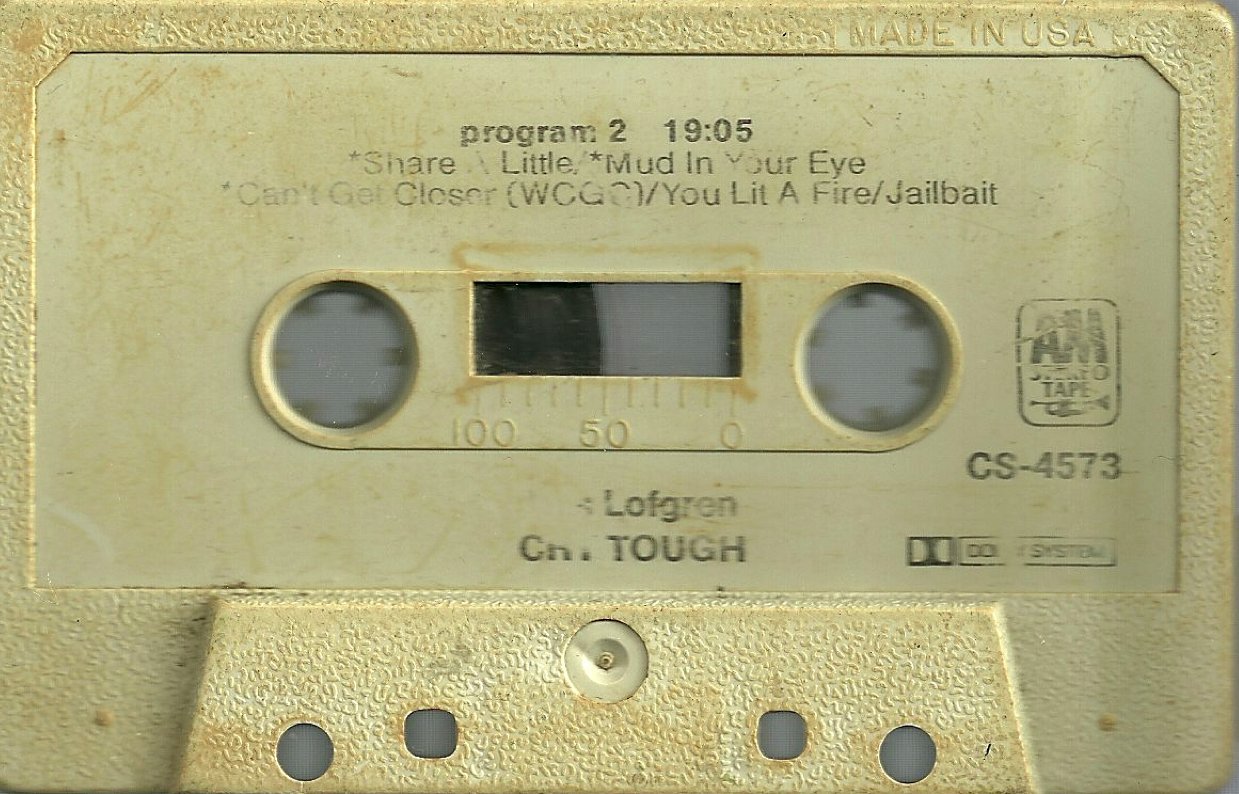 MADE IN USA
program 2 19:05
*Share A Little/*Mud In Your Eye
*Can't Get Closer (WCGC)/You Lit A Fire/Jailbait
100 50 0
A&M
STEREO
TAPE
CS-4573
Lofgren
TOUGH
DOLBY SYSTEM